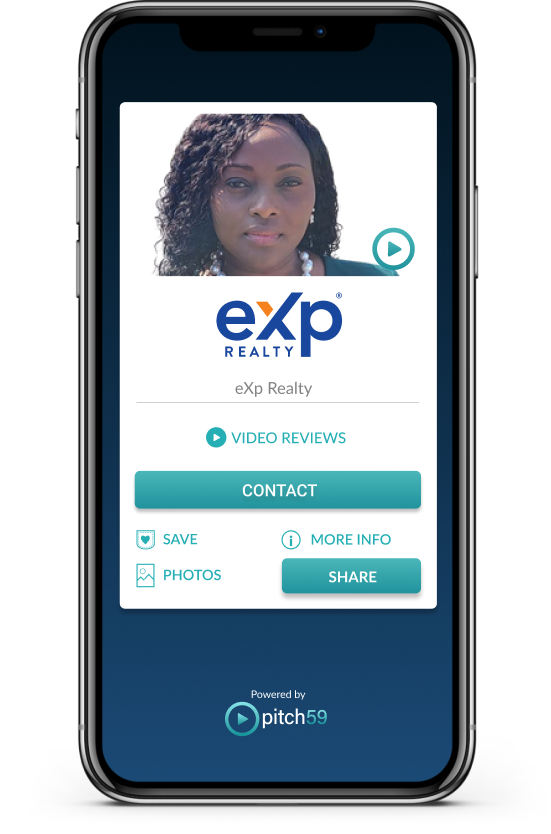 eXp®
REALTY
eXp Realty
VIDEO REVIEWS
CONTACT
SAVE
MORE INFO
PHOTOS
SHARE
Powered by
pitch59